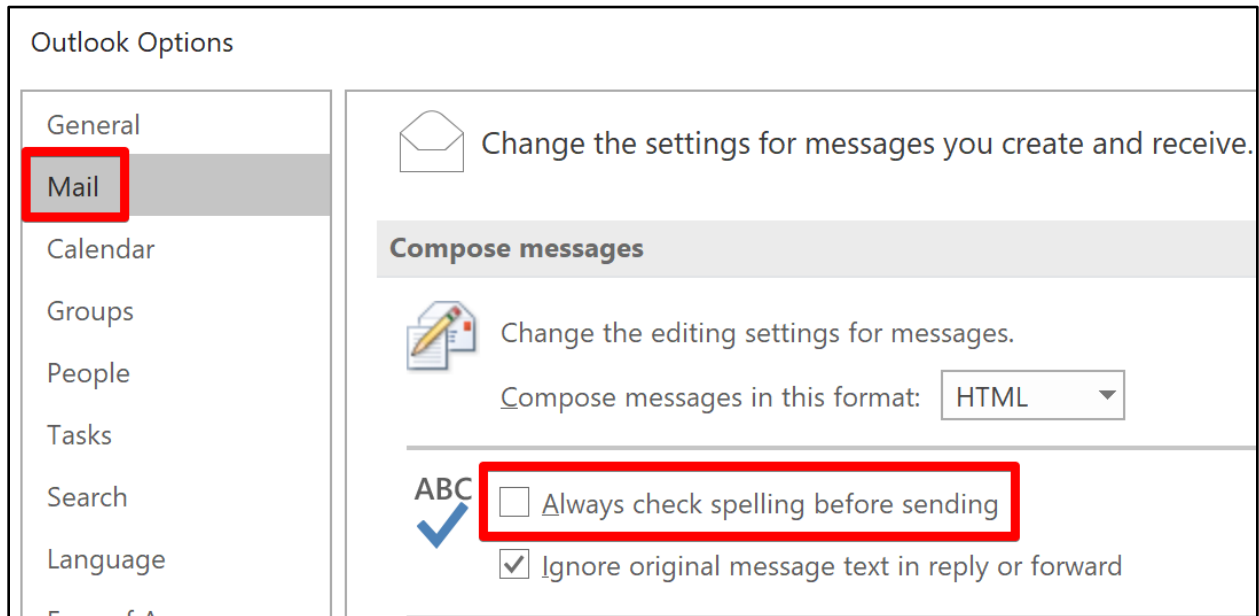 Outlook Options
General
Mail
Calendar
Groups
People
Tasks
Search
Language
Change the settings for messages you create and receive.
Compose messages
Change the editing settings for messages.
Compose messages in this format: HTML
ABC
Always check spelling before sending
Ignore original message text in reply or forward